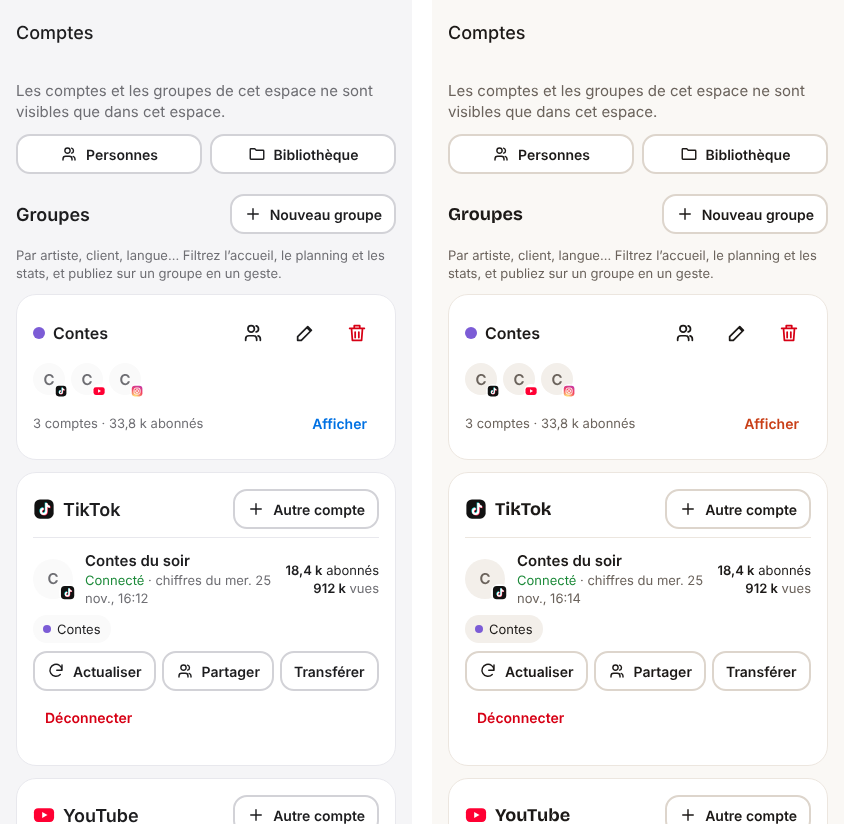 Comptes
Les comptes et les groupes de cet espace ne sont
visibles que dans cet espace.
Personnes
Bibliothèque
Groupes
Nouveau groupe
Par artiste, client, langue… Filtrez l’accueil, le planning et les
stats, et publiez sur un groupe en un geste.
Contes
C
C
C
3 comptes · 33,8 k abonnés
Afficher
TikTok
Autre compte
C
Contes du soir
Connecté · chiffres du mer. 25
nov., 16:12
18,4 k abonnés
912 k vues
Contes
Actualiser
Partager
Transférer
Déconnecter
YouTube
Autre compte
Comptes
Les comptes et les groupes de cet espace ne sont
visibles que dans cet espace.
Personnes
Bibliothèque
Groupes
Nouveau groupe
Par artiste, client, langue… Filtrez l’accueil, le planning et les
stats, et publiez sur un groupe en un geste.
Contes
C
C
C
3 comptes · 33,8 k abonnés
Afficher
TikTok
Autre compte
C
Contes du soir
Connecté · chiffres du mer. 25
nov., 16:14
18,4 k abonnés
912 k vues
Contes
Actualiser
Partager
Transférer
Déconnecter
YouTube
Autre compte